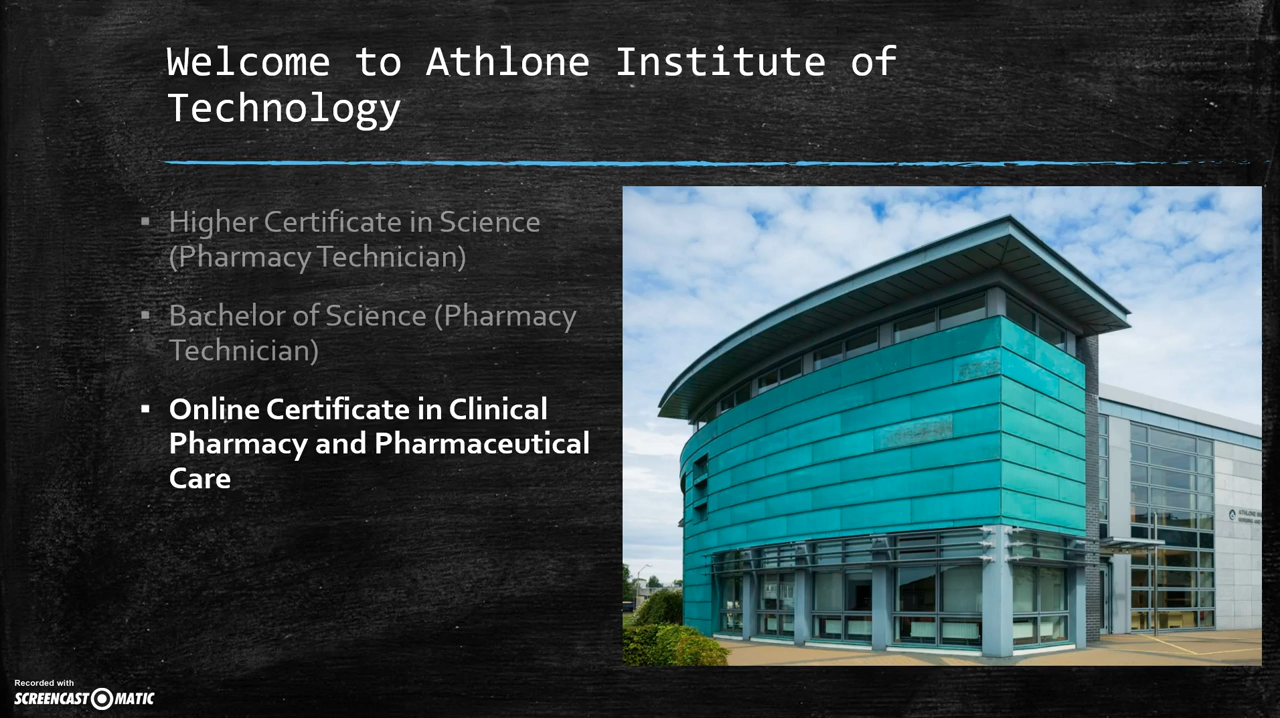 Welcome to Athlone Institute of
Technology
▪ Higher Certificate in Science
(Pharmacy Technician)
▪ Bachelor of Science (Pharmacy
Technician)
▪ Online Certificate in Clinical
Pharmacy and Pharmaceutical
Care
ATHLONE
Recorded with
SCREENCAST MATIC